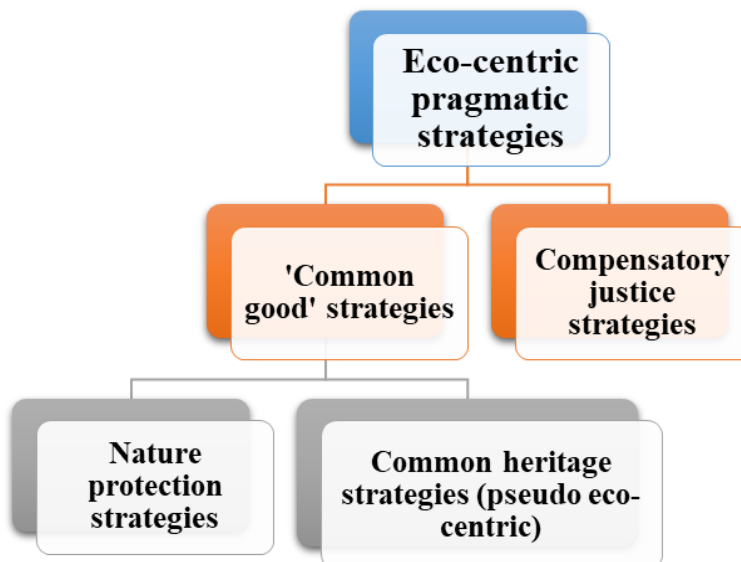 Eco-centric
pragmatic
strategies
'Common
good' strategies
Compensatory
justice
strategies
Nature
protection
strategies
Common heritage
strategies (pseudo eco-
centric)